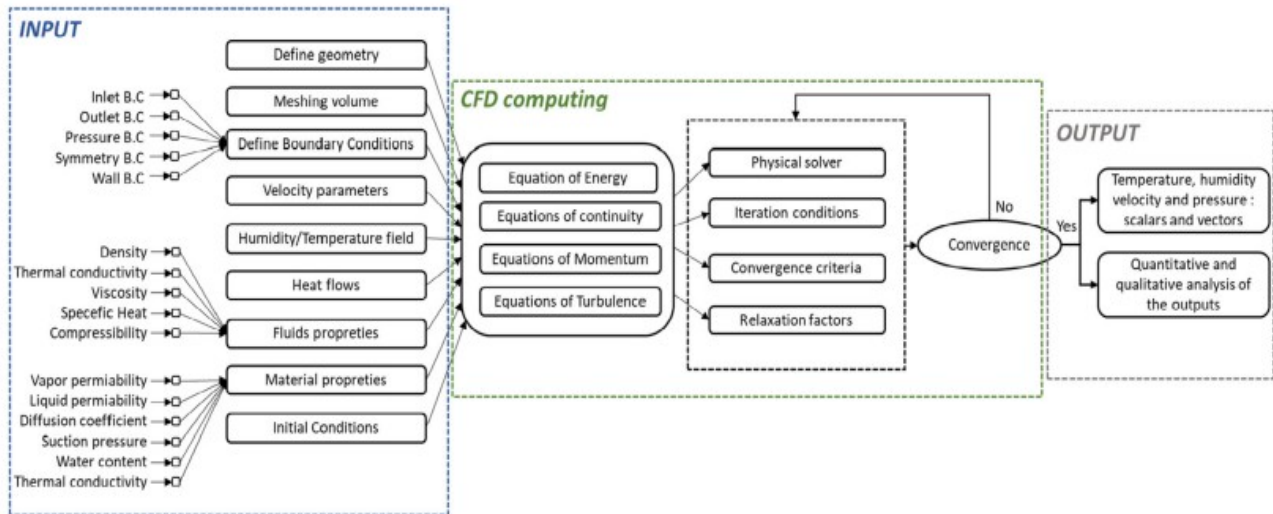 INPUT
Define geometry
Meshing volume
Inlet B.C
Outlet B.C
Pressure B.C
Symmetry B.C
Wall B.C
Define Boundary Conditions
Velocity parameters
Humidity/Temperature field
Heat flows
Density
Thermal conductivity
Viscosity
Specefic Heat
Compressibility
Fluids propreties
Vapor permiability
Liquid permiability
Diffusion coefficient
Suction pressure
Water content
Thermal conductivity
Material propreties
Initial Conditions
CFD computing
Equation of Energy
Equations of continuity
Equations of Momentum
Equations of Turbulence
Physical solver
Iteration conditions
Convergence criteria
Relaxation factors
No
Convergence
Yes
OUTPUT
Temperature, humidity
velocity and pressure :
scalars and vectors
Quantitative and
qualitative analysis of
the outputs